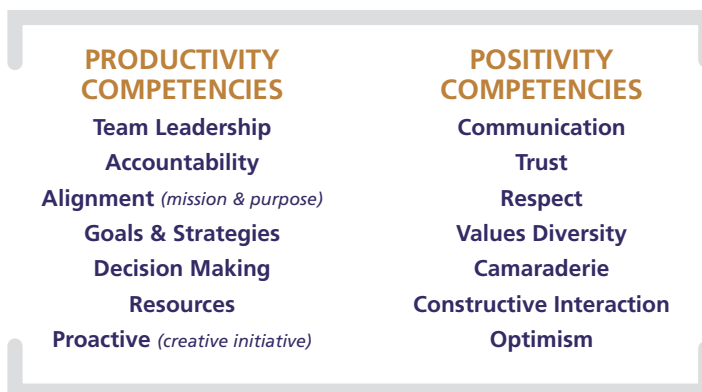 PRODUCTIVITY
COMPETENCIES
Team Leadership
Accountability
Alignment (mission & purpose)
Goals & Strategies
Decision Making
Resources
Proactive (creative initiative)
POSITIVITY
COMPETENCIES
Communication
Trust
Respect
Values Diversity
Camaraderie
Constructive Interaction
Optimism